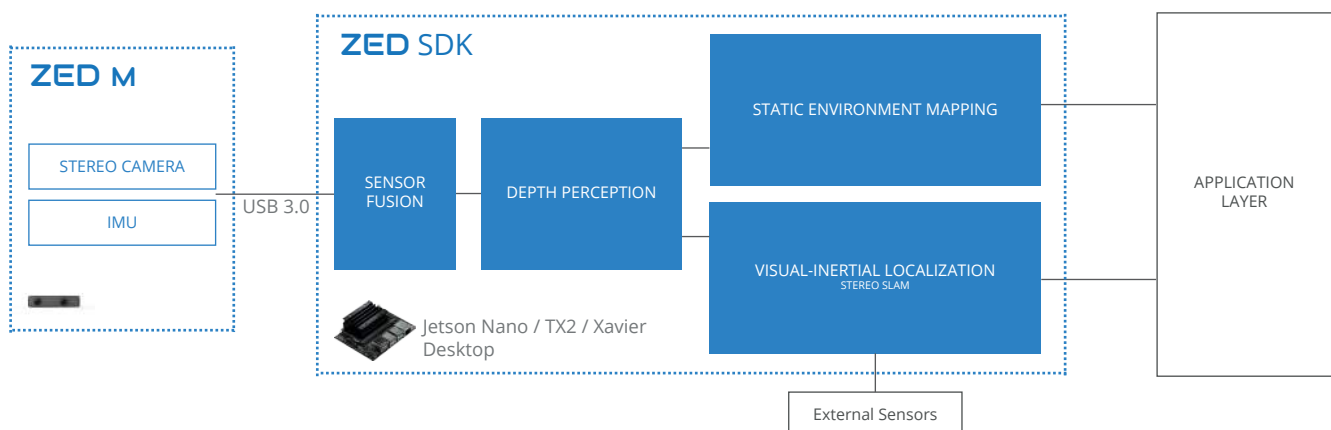 ZED M
STEREO CAMERA
IMU
USB 3.0
ZED SDK
SENSOR
FUSION
DEPTH PERCEPTION
STATIC ENVIRONMENT MAPPING
VISUAL-INERTIAL LOCALIZATION
STEREO SLAM
Jetson Nano / TX2 / Xavier
Desktop
External Sensors
APPLICATION
LAYER